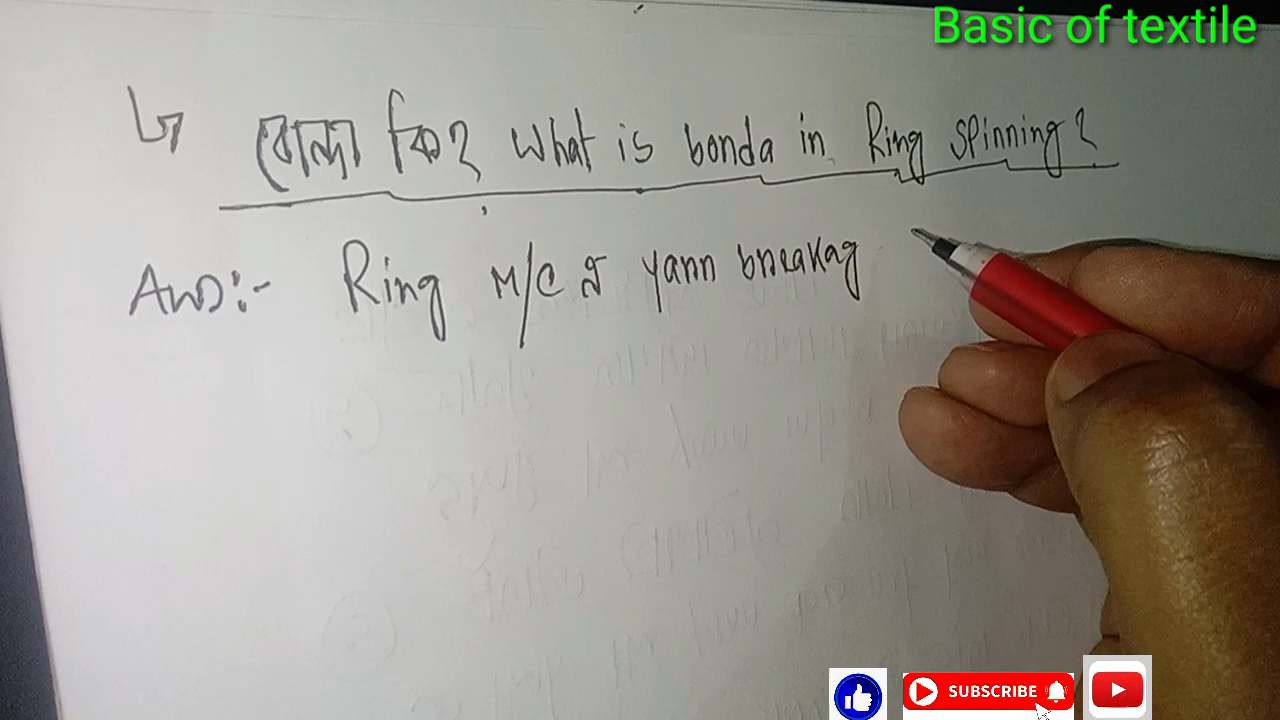 Basic of textile
↳ বোন্দা কি? What is bonda in Ring spinning?
Ans:- Ring M/C এ yarn breakag
SUBSCRIBE